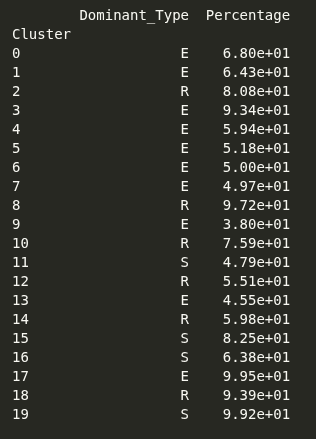 Dominant_Type Percentage
Cluster
0 E 6.80e+01
1 E 6.43e+01
2 R 8.08e+01
3 E 9.34e+01
4 E 5.94e+01
5 E 5.18e+01
6 E 5.00e+01
7 E 4.97e+01
8 R 9.72e+01
9 E 3.80e+01
10 R 7.59e+01
11 S 4.79e+01
12 R 5.51e+01
13 E 4.55e+01
14 R 5.98e+01
15 S 8.25e+01
16 S 6.38e+01
17 E 9.95e+01
18 R 9.39e+01
19 S 9.92e+01